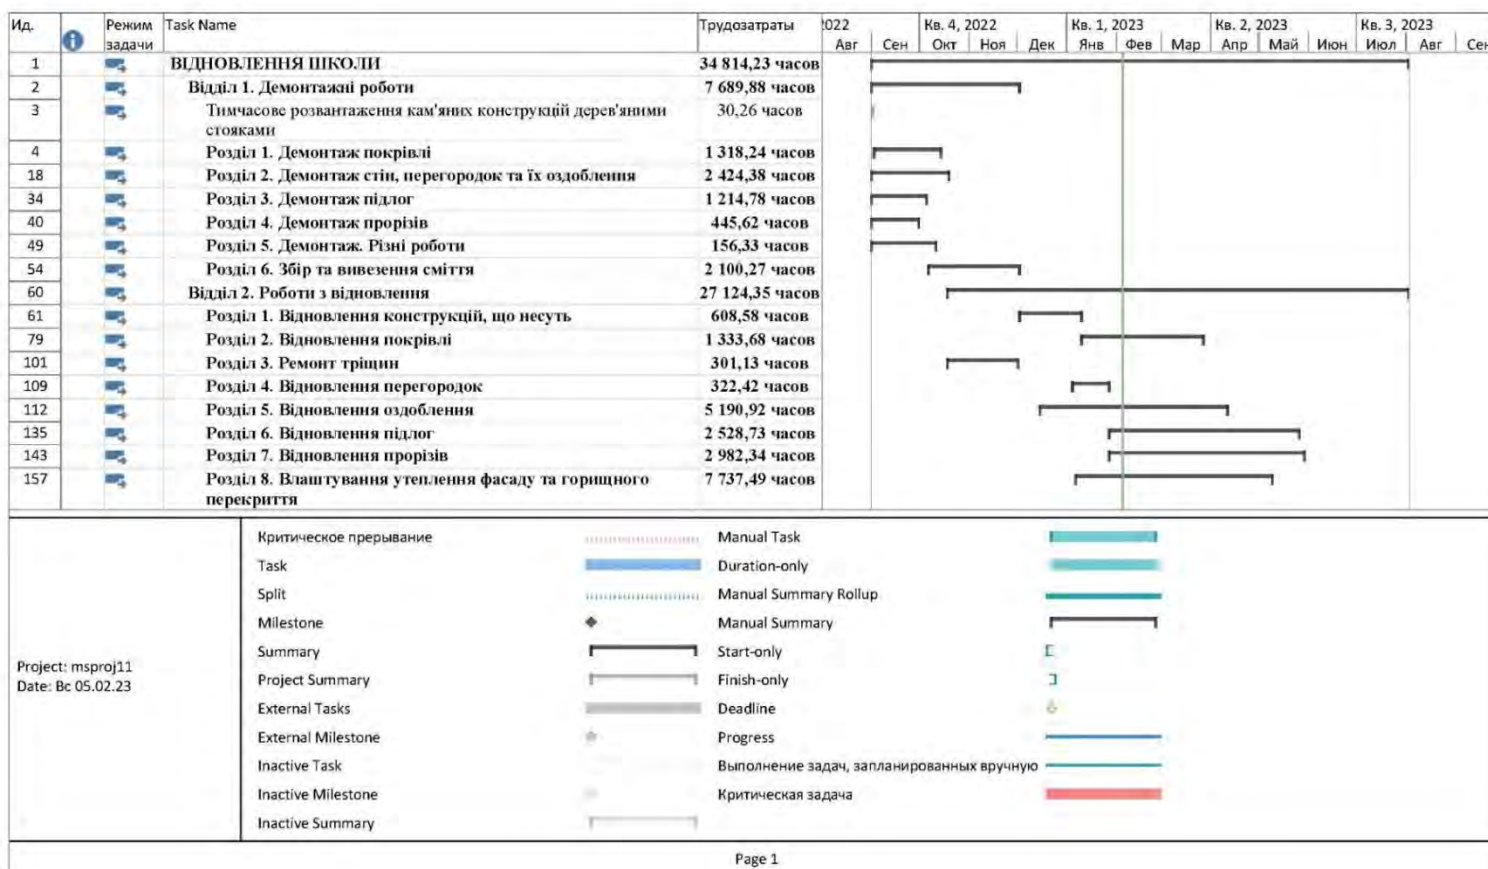 Ид. Режим задачи Task Name Трудозатраты 2022 Кв. 4, 2022 Кв. 1, 2023 Кв. 2, 2023 Кв. 3, 2023
Авг Сен Окт Ноя Дек Янв Фев Мар Апр Май Июн Июл Авг Сен
1 ВІДНОВЛЕННЯ ШКОЛИ 34 814,23 часов
2 Відділ 1. Демонтажні роботи 7 689,88 часов
3 Тимчасове розвантаження кам'яних конструкцій дерев'яними 30,26 часов
стояками
4 Розділ 1. Демонтаж покрівлі 1 318,24 часов
18 Розділ 2. Демонтаж стін, перегородок та їх оздоблення 2 424,38 часов
34 Розділ 3. Демонтаж підлог 1 214,78 часов
40 Розділ 4. Демонтаж прорізів 445,62 часов
49 Розділ 5. Демонтаж. Різні роботи 156,33 часов
54 Розділ 6. Збір та вивезення сміття 2 100,27 часов
60 Відділ 2. Роботи з відновлення 27 124,35 часов
61 Розділ 1. Відновлення конструкцій, що несуть 608,58 часов
79 Розділ 2. Відновлення покрівлі 1 333,68 часов
101 Розділ 3. Ремонт тріщин 301,13 часов
109 Розділ 4. Відновлення перегородок 322,42 часов
112 Розділ 5. Відновлення оздоблення 5 190,92 часов
135 Розділ 6. Відновлення підлог 2 528,73 часов
143 Розділ 7. Відновлення прорізів 2 982,34 часов
157 Розділ 8. Влаштування утеплення фасаду та горищного 7 737,49 часов
перекриття
Project: msproj11
Date: Вс 05.02.23
Критическое прерывание
Task
Split
Milestone
Summary
Project Summary
External Tasks
External Milestone
Inactive Task
Inactive Milestone
Inactive Summary
Manual Task
Duration-only
Manual Summary Rollup
Manual Summary
Start-only
Finish-only
Deadline
Progress
Выполнение задач, запланированных вручную
Критическая задача
Page 1